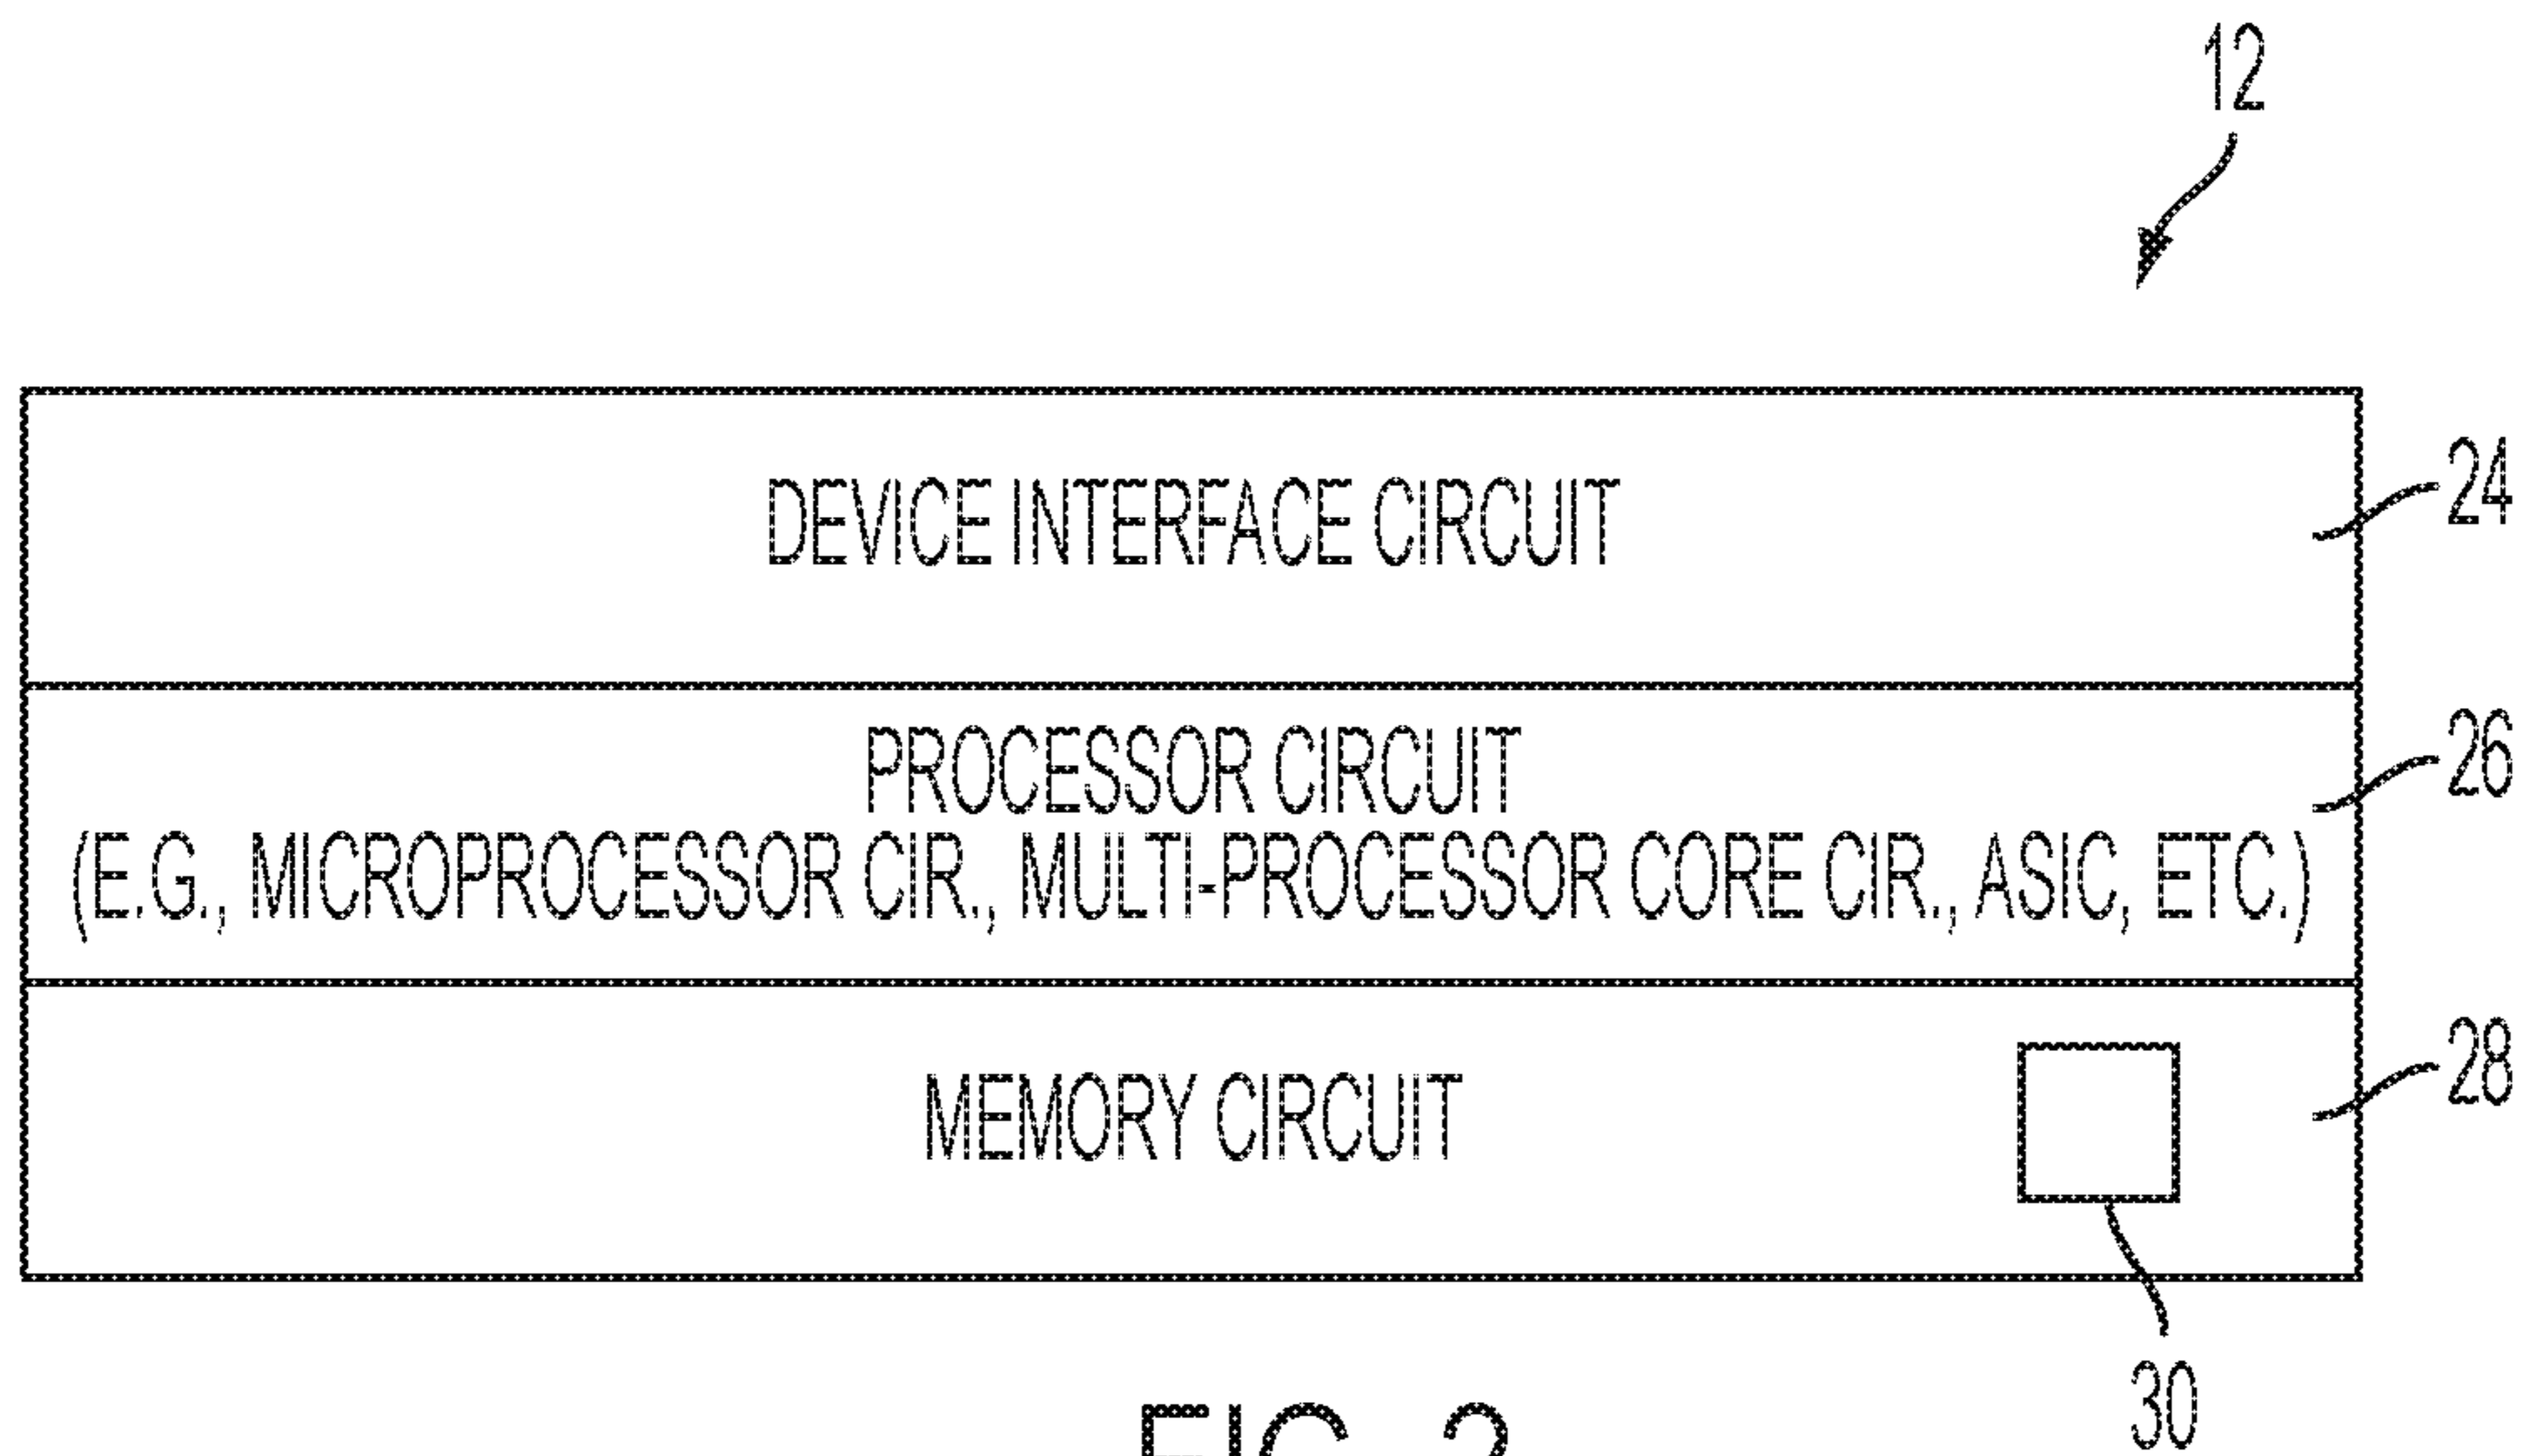 12
DEVICE INTERFACE CIRCUIT
24
PROCESSOR CIRCUIT
26
(E.G., MICROPROCESSOR CIR., MULTI-PROCESSOR CORE CIR., ASIC, ETC.)
MEMORY CIRCUIT
28
30
FIG.